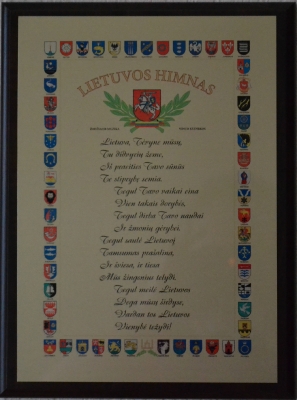 LIETUVOS HIMNAS
Lietuva, Tėvyne mūsų,
Tu didvyrių žeme,
Iš praeities Tavo sūnūs
Te stiprybę semia.
Tegul Tavo vaikai eina
Vien takais dorybės,
Tegul dirba Tavo naudai
Ir žmonių gėrybei.
Tegul saulė Lietuvoj
Tamsumas prašalina,
Ir šviesa, ir tiesa
Mūs žingsnius telydi.
Tegul meilė Lietuvos
Dega mūsų širdyse,
Vardan tos Lietuvos
Vienybė težydi!